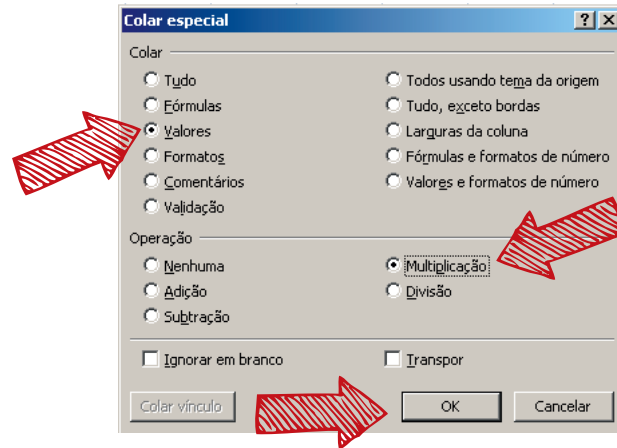 Colar especial
Colar
Tudo
Todos usando tema da origem
Fórmulas
Tudo, exceto bordas
Valores
Larguras da coluna
Formatos
Fórmulas e formatos de número
Comentários
Valores e formatos de número
Validação
Operação
Nenhuma
Multiplicação
Adição
Divisão
Subtração
Ignorar em branco
Transpor
Colar vínculo
OK
Cancelar